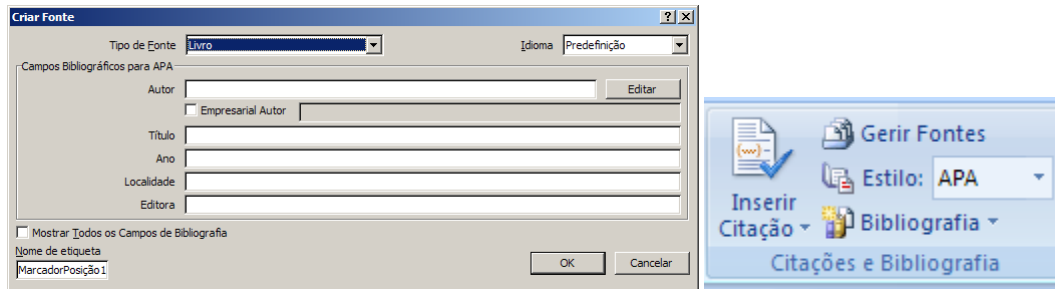 Criar Fonte
Tipo de Fonte Livro Idioma Predefinição
Campos Bibliográficos para APA
Autor Editar
Empresarial Autor
Título
Ano
Localidade
Editora
Mostrar Todos os Campos de Bibliografia
Nome de etiqueta
MarcadorPosição1 OK Cancelar
Inserir
Citação
Gerir Fontes
Estilo: APA
Bibliografia
Citações e Bibliografia